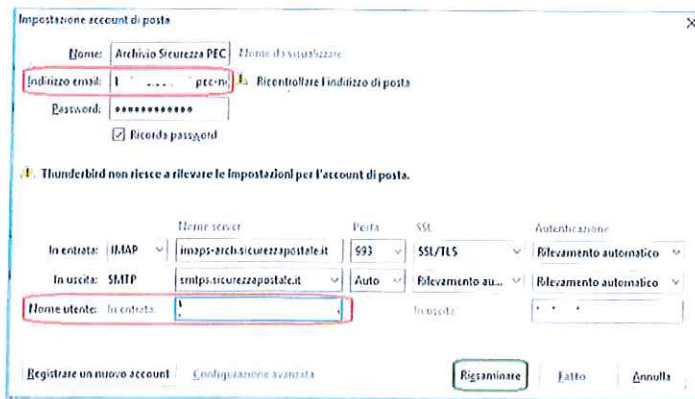 Impostazione account di posta
Nome: Archivio Sicurezza PEC Nome da visualizzare
Indirizzo email: pec-n Ricontrollare l'indirizzo di posta
Password: ••••••••••••
Ricorda password
Thunderbird non riesce a rilevare le impostazioni per l'account di posta.
Nome server Porta SSL Autenticazione
In entrata: IMAP imaps-arch.sicurezzapostale.it 993 SSL/TLS Rilevamento automatico
In uscita: SMTP smtps.sicurezzapostale.it Auto Rilevamento au... Rilevamento automatico
Nome utente: In entrata: In uscita:
Registrare un nuovo account Configurazione avanzata Riesaminare Fatto Annulla